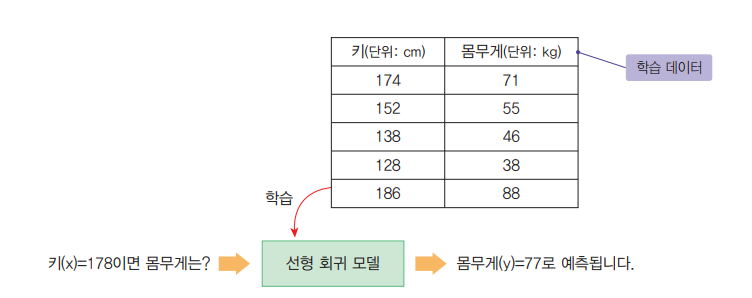 키(단위: cm) 몸무게(단위: kg)
학습 데이터
174 71
152 55
138 46
128 38
186 88
학습
키(x)=178이면 몸무게는? 선형 회귀 모델 몸무게(y)=77로 예측됩니다.